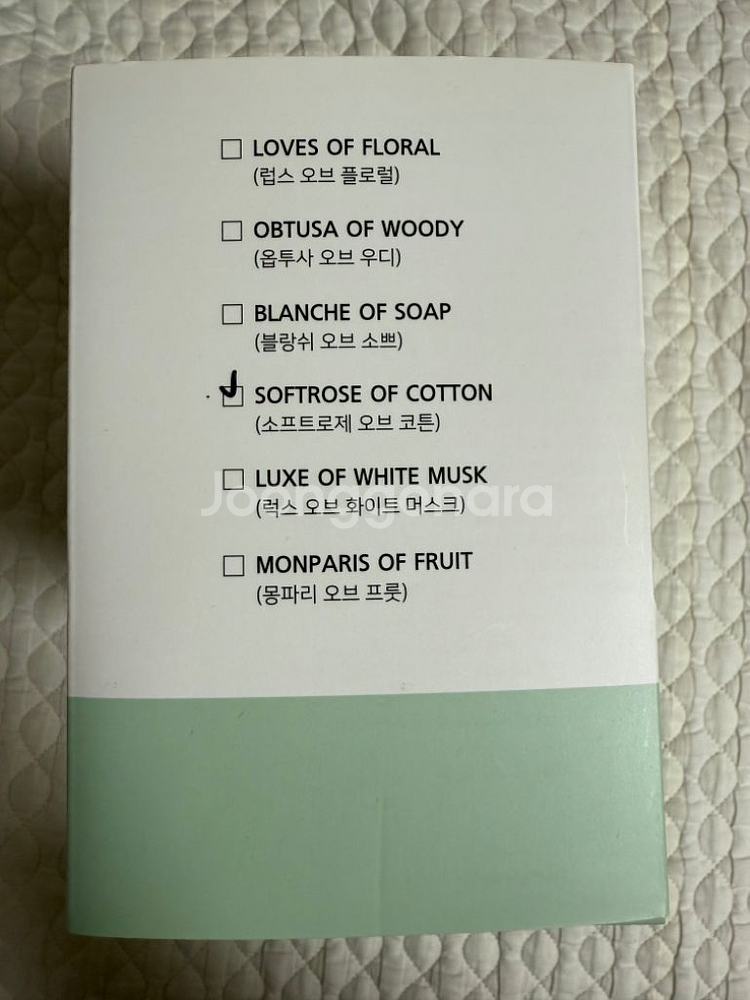 LOVES OF FLORAL
(럽스 오브 플로럴)
OBTUSA OF WOODY
(옵투사 오브 우디)
BLANCHE OF SOAP
(블랑쉬 오브 소쁘)
SOFTROSE OF COTTON
(소프트로제 오브 코튼)
LUXE OF WHITE MUSK
(럭스 오브 화이트 머스크)
Joonggonara
MONPARIS OF FRUIT
(몽파리 오브 프룻)